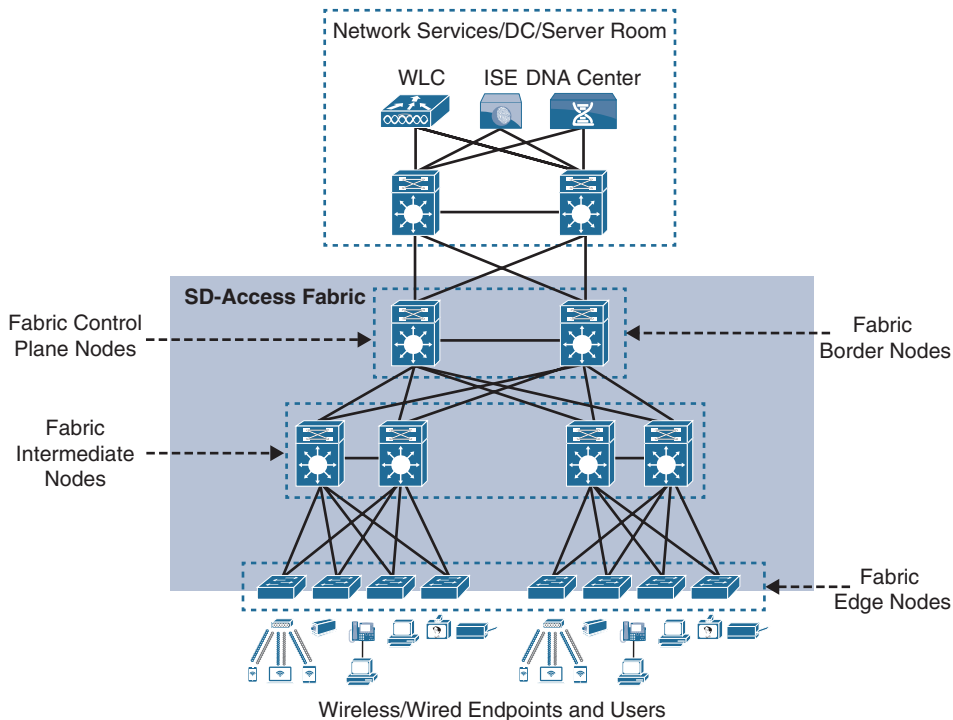 Network Services/DC/Server Room
WLC ISE DNA Center
SD-Access Fabric
Fabric Control
Plane Nodes
Fabric
Border Nodes
Fabric
Intermediate
Nodes
Fabric
Edge Nodes
Wireless/Wired Endpoints and Users